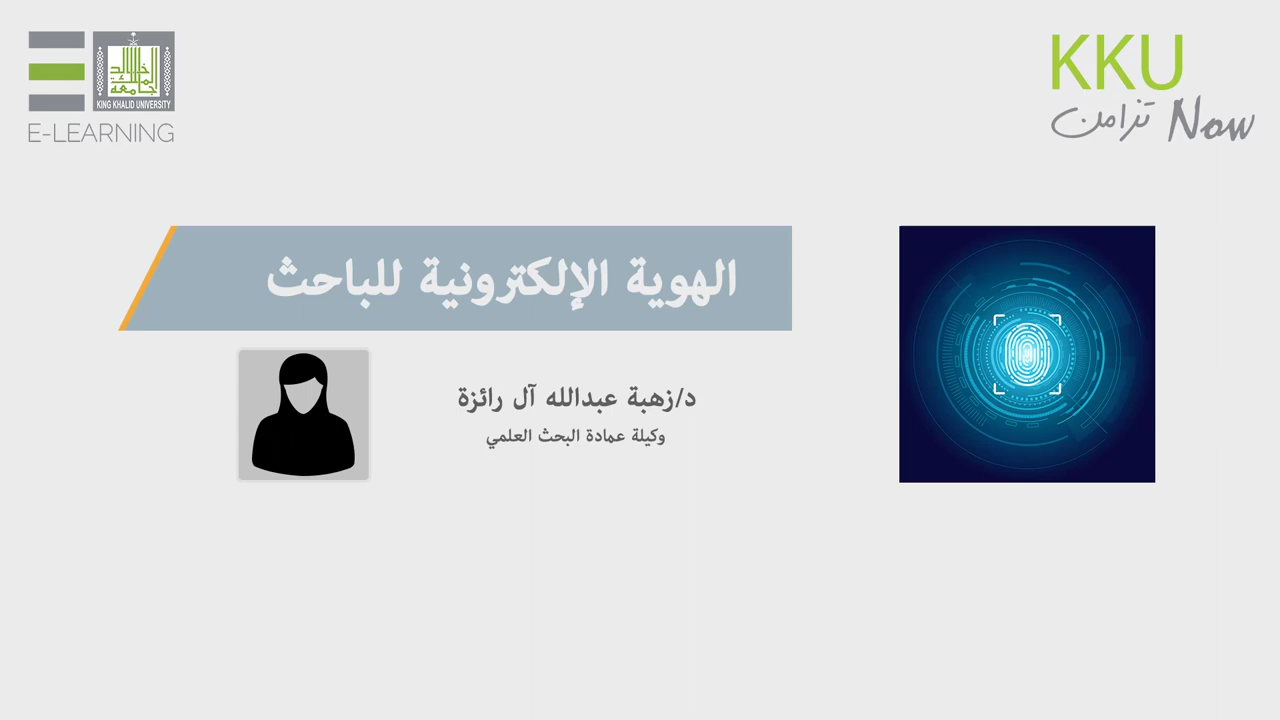 جامعة الملك خالد
KING KHALID UNIVERSITY
E-LEARNING
KKU
تزامن Now
الهوية الإلكترونية للباحث
د/زهبة عبدالله آل رائزة
وكيلة عمادة البحث العلمي